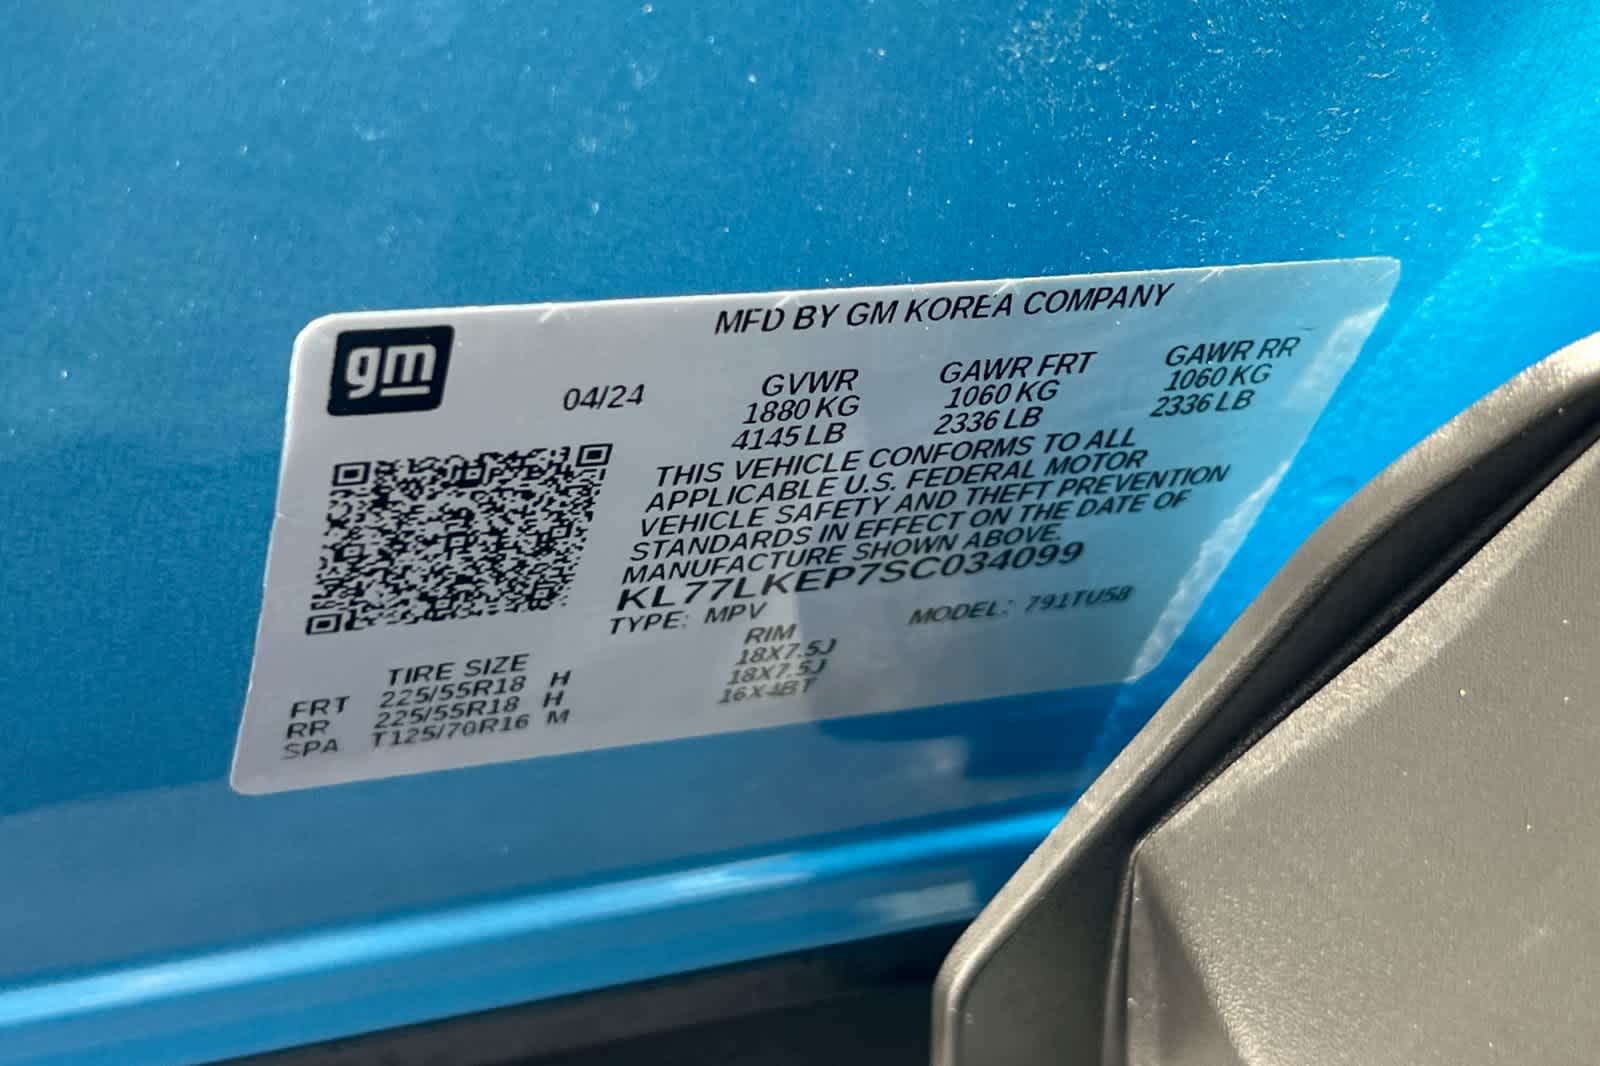 MFD BY GM KOREA COMPANY
gm
04/24
GVWR
1880 KG
4145 LB
GAWR FRT
1060 KG
2336 LB
GAWR RR
1060 KG
2336 LB
THIS VEHICLE CONFORMS TO ALL
APPLICABLE U.S. FEDERAL MOTOR
VEHICLE SAFETY AND THEFT PREVENTION
STANDARDS IN EFFECT ON THE DATE OF
MANUFACTURE SHOWN ABOVE.
KL77LKEP7SC034099
TYPE: MPV MODEL: 791TU58
TIRE SIZE RIM
FRT 225/55R18 H 18X7.5J
RR 225/55R18 H 18X7.5J
SPA T125/70R16 M 16X4BT